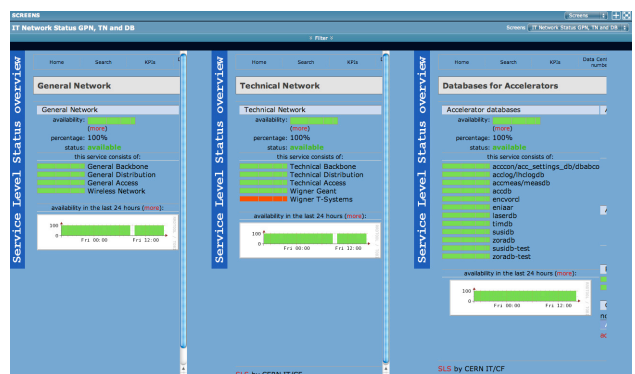 SCREENS
Screens
IT Network Status GPN, TN and DB
Screens IT Network Status GPN, TN and DB
Filter
Service Level Status overview
Home Search KPIs
General Network
General Network
availability:
(more)
percentage: 100%
status: available
this service consists of:
General Backbone
General Distribution
General Access
Wireless Network
availability in the last 24 hours (more):
100
0
Fri 00:00 Fri 12:00
Service Level Status overview
Home Search KPIs
Technical Network
Technical Network
availability:
(more)
percentage: 100%
status: available
this service consists of:
Technical Backbone
Technical Distribution
Technical Access
Wigner Geant
Wigner T-Systems
availability in the last 24 hours (more):
100
0
Fri 00:00 Fri 12:00
SLS by CERN IT/CF
Service Level Status overview
Home Search KPIs Data Cent
numbe
Databases for Accelerators
Accelerator databases
availability:
(more)
percentage: 100%
status: available
this service consists of:
acccon/acc_settings_db/dbabco
acclog/lhclogdb
accmeas/measdb
accdb
encvord
eniaar
laserdb
timdb
susidb
zoradb
susidb-test
zoradb-test
availability in the last 24 hours (more):
100
0
Fri 00:00 Fri 12:00
SLS by CERN IT/CF